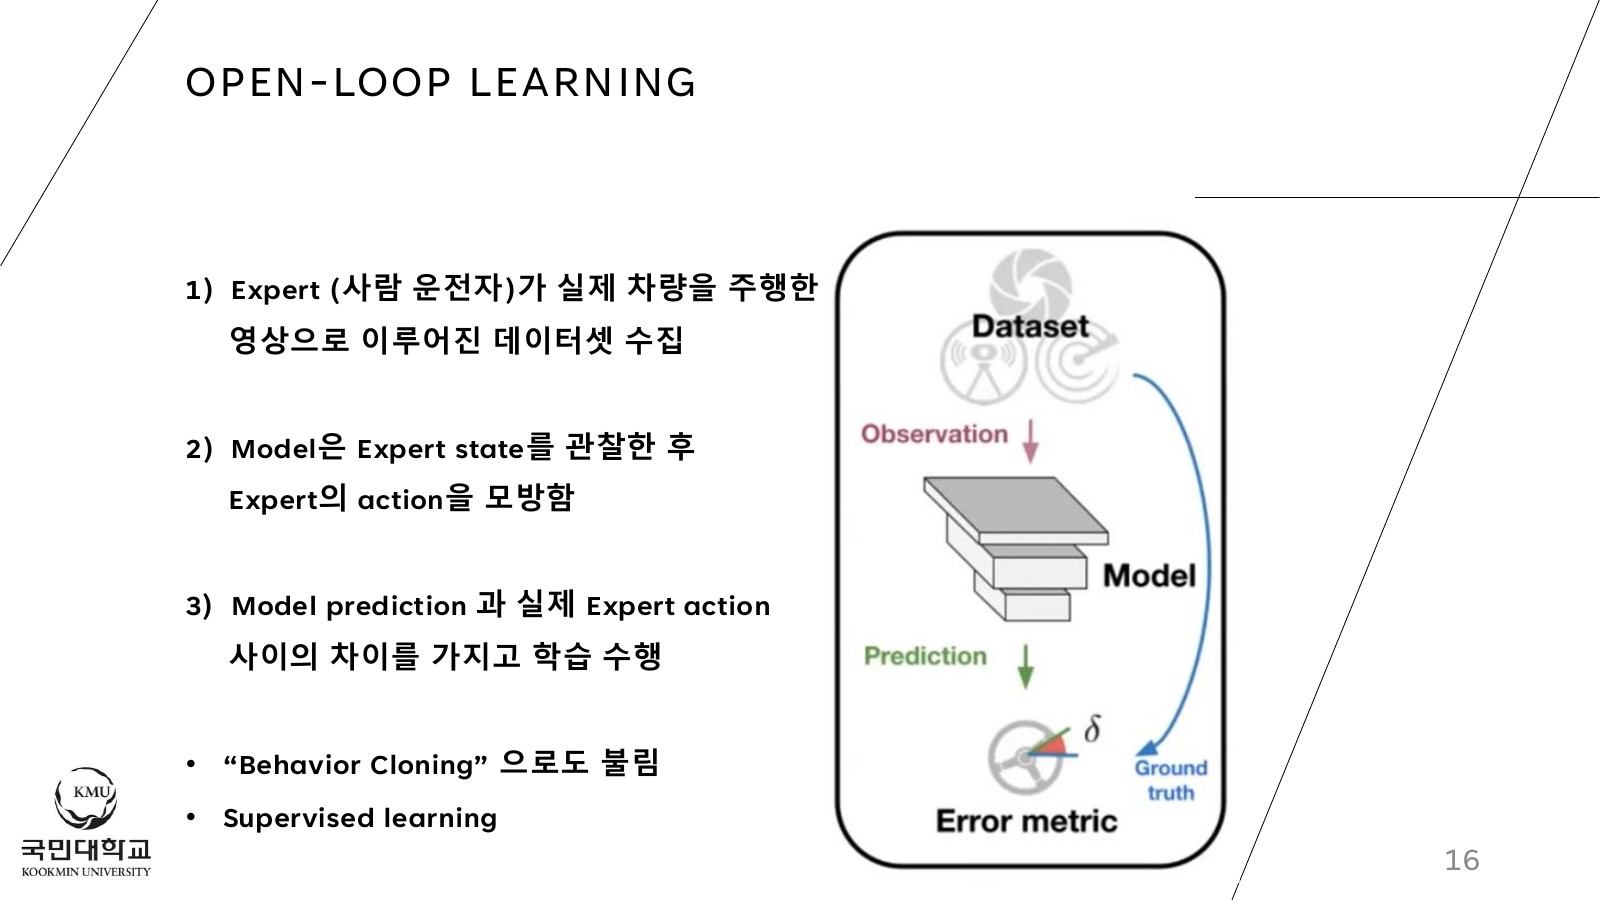 OPEN-LOOP LEARNING
1) Expert (사람 운전자)가 실제 차량을 주행한
영상으로 이루어진 데이터셋 수집
2) Model은 Expert state를 관찰한 후
Expert의 action을 모방함
3) Model prediction 과 실제 Expert action
사이의 차이를 가지고 학습 수행
• “Behavior Cloning” 으로도 불림
• Supervised learning
Dataset
Observation
Model
Prediction
δ
Ground
truth
Error metric
KMU
국민대학교
KOOKMIN UNIVERSITY
16